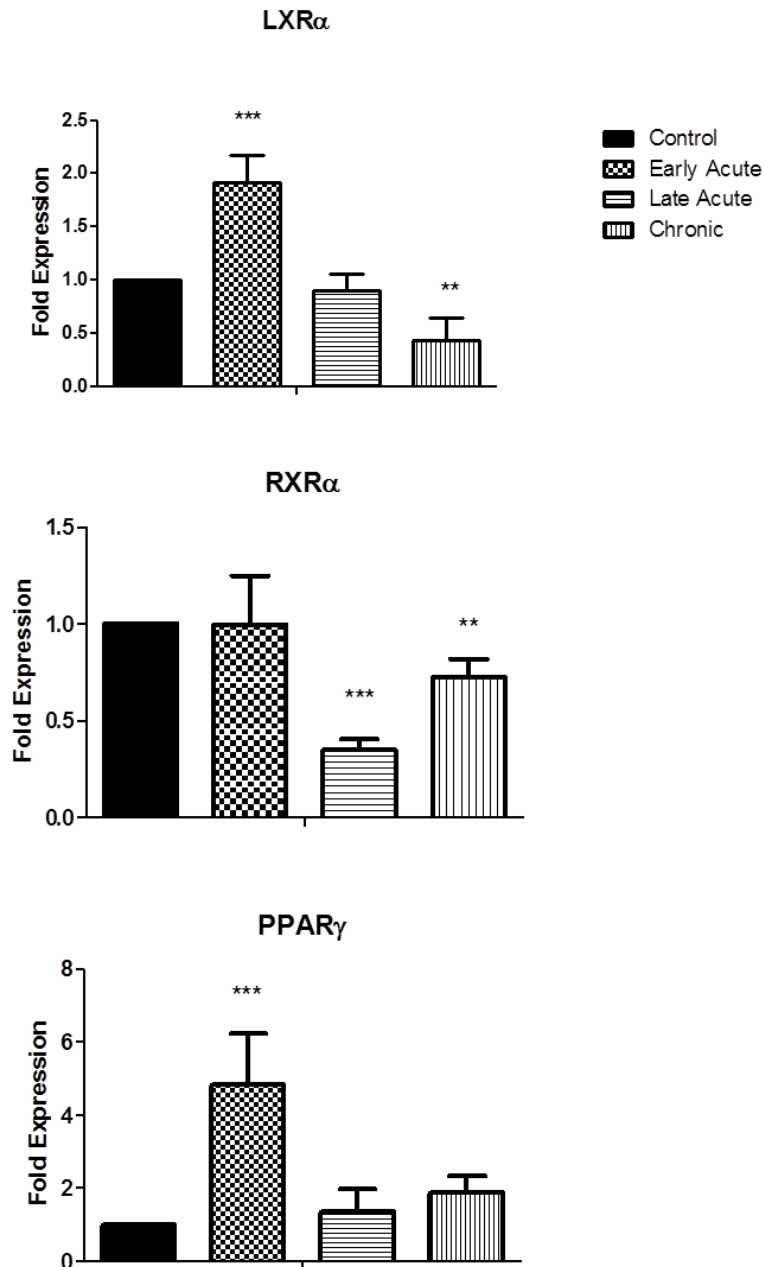 LXRα
Fold Expression
2.5
2.0
1.5
1.0
0.5
0.0
***
**
Control
Early Acute
Late Acute
Chronic
RXRα
Fold Expression
1.5
1.0
0.5
0.0
***
**
PPARγ
Fold Expression
8
6
4
2
0
***